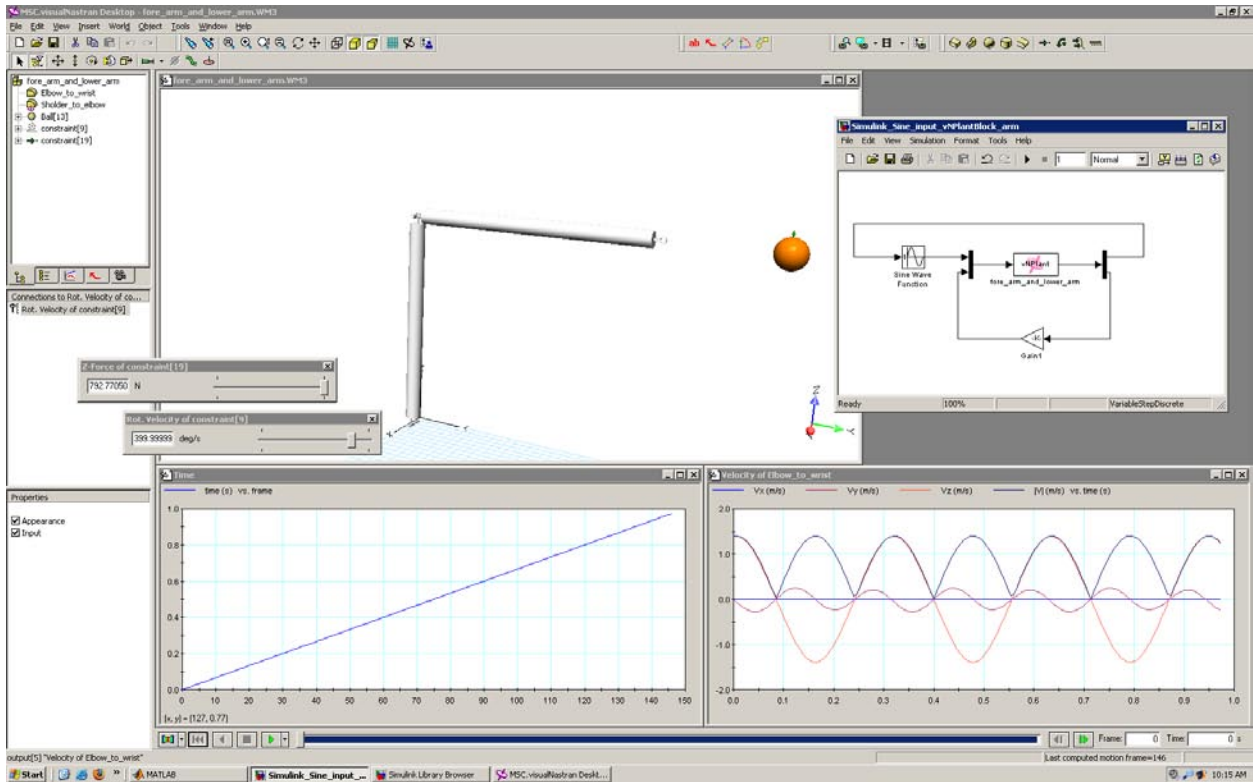 MSC.visualNastran Desktop - fore_arm_and_lower_arm.WM3
File Edit View Insert World Object Tools Window Help
fore_arm_and_lower_arm
Elbow_to_wrist
Sholder_to_elbow
Ball[13]
constraint[9]
constraint[19]
Connections to Rot. Velocity of co...
Rot. Velocity of constraint[9]
fore_arm_and_lower_arm.WM3
Z
Y
Z-Force of constraint[19]
792.77050 N
Rot. Velocity of constraint[9]
399.99999 deg/s
Simulink_Sine_input_vNPlantBlock_arm
File Edit View Simulation Format Tools Help
1 Normal
Sine Wave
Function
vNPlant
fore_arm_and_lower_arm
-K-
Gain1
Ready 100% VariableStepDiscrete
Properties
Appearance
Input
Time
time (s) vs. frame
1.0
0.8
0.6
0.4
0.2
0.0
0 10 20 30 40 50 60 70 80 90 100 110 120 130 140 150
[x, y] = (127, 0.77)
Velocity of Elbow_to_wrist
Vx (m/s) Vy (m/s) Vz (m/s) |V| (m/s) vs. time (s)
2.0
1.0
0.0
-1.0
-2.0
0.0 0.1 0.2 0.3 0.4 0.5 0.6 0.7 0.8 0.9 1.0
Frame: 0 Time: 0 s
output[5] "Velocity of Elbow_to_wrist"
Last computed motion frame=146
Start
MATLAB
Simulink_Sine_input_...
Simulink Library Browser
MSC.visualNastran Deskt...
10:15 AM